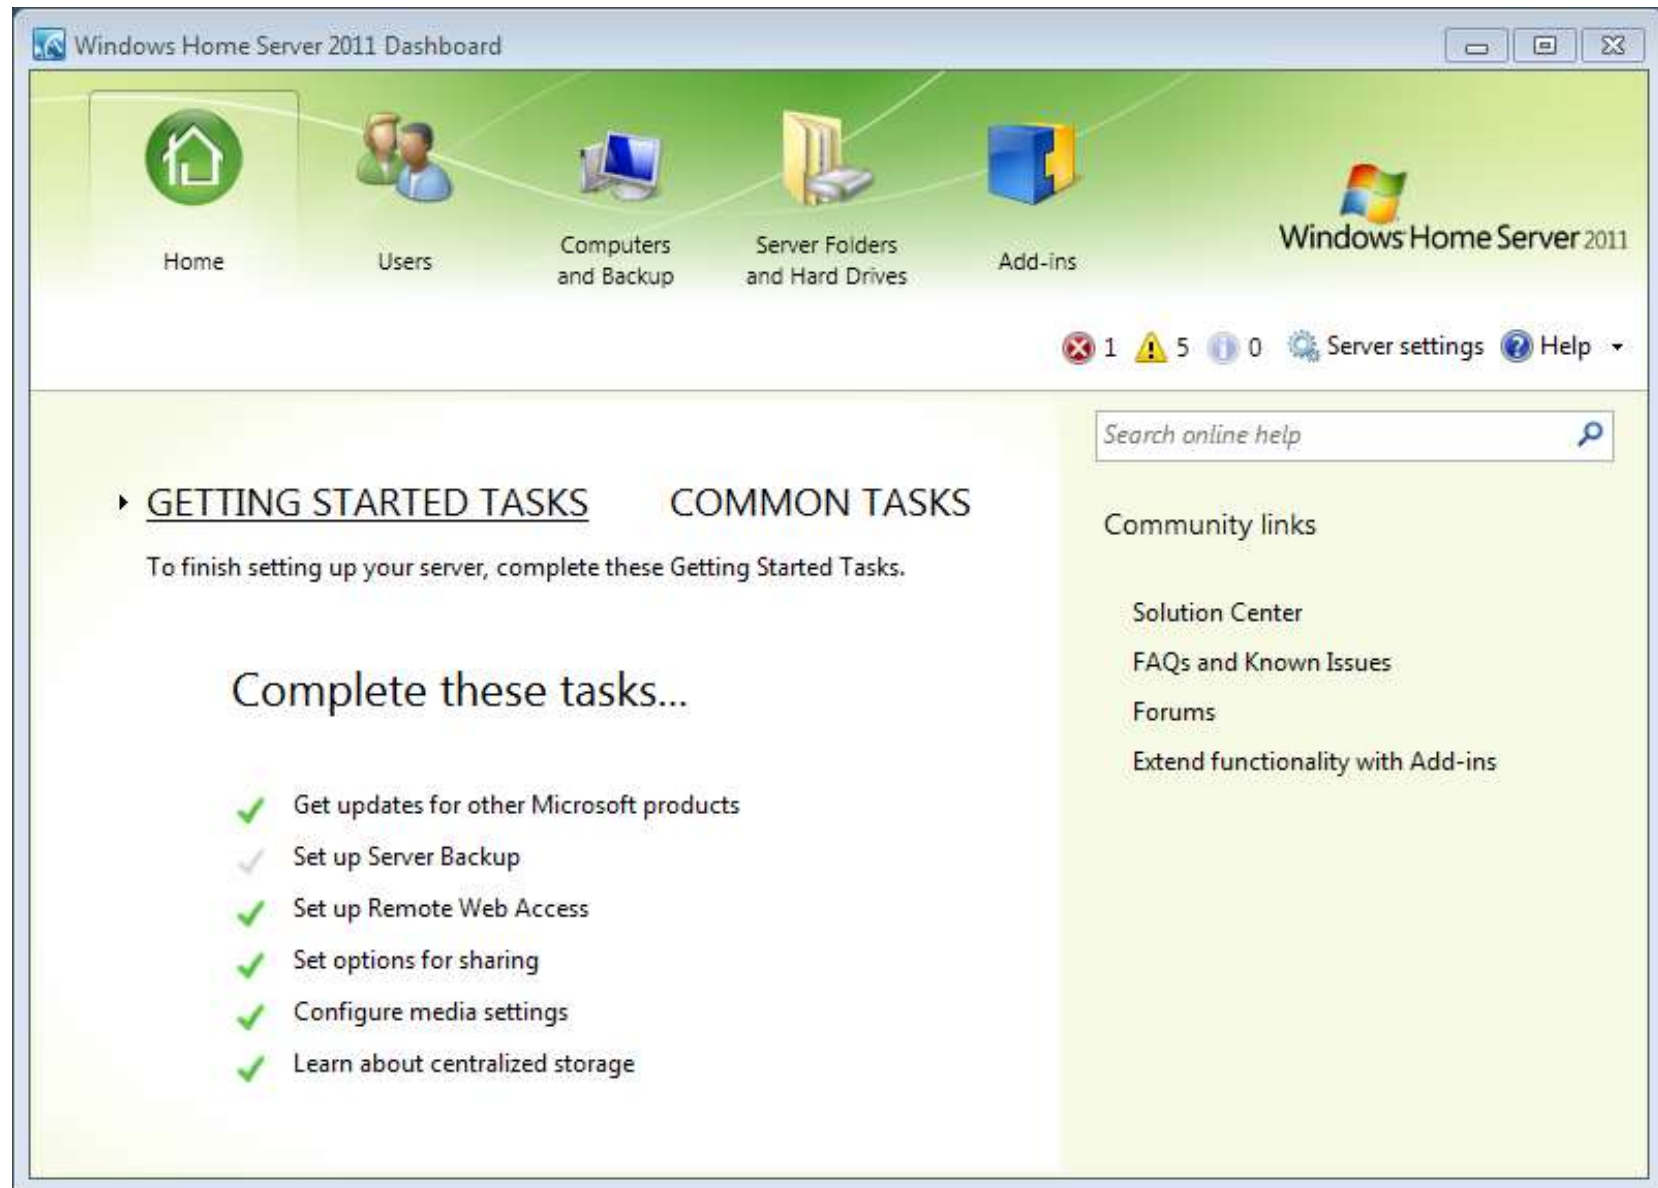 Windows Home Server 2011 Dashboard
Home
Users
Computers
and Backup
Server Folders
and Hard Drives
Add-ins
Windows Home Server 2011
1 5 0 Server settings Help
Search online help
GETTING STARTED TASKS COMMON TASKS
To finish setting up your server, complete these Getting Started Tasks.
Complete these tasks...
Get updates for other Microsoft products
Set up Server Backup
Set up Remote Web Access
Set options for sharing
Configure media settings
Learn about centralized storage
Community links
Solution Center
FAQs and Known Issues
Forums
Extend functionality with Add-ins